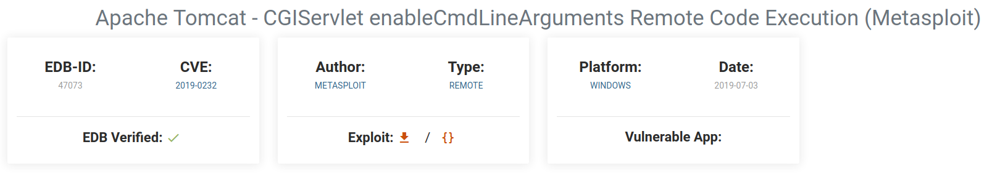 Apache Tomcat - CGIServlet enableCmdLineArguments Remote Code Execution (Metasploit)
EDB-ID: CVE: Author: Type: Platform: Date:
47073 2019-0232 METASPLOIT REMOTE WINDOWS 2019-07-03
EDB Verified: ✓ Exploit: / {} Vulnerable App: